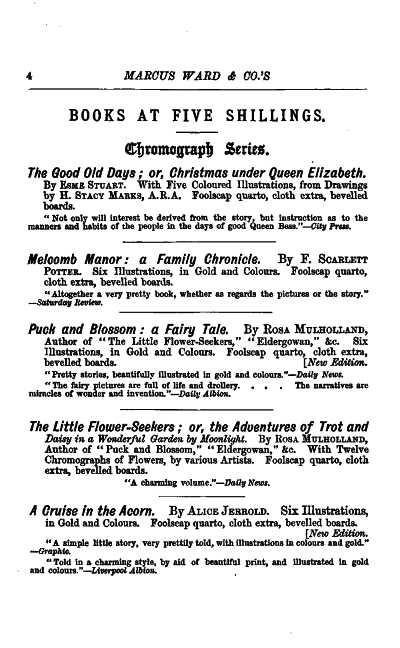 4 MARCUS WARD & CO.'S
BOOKS AT FIVE SHILLINGS.
Chromograph Series.
The Good Old Days; or, Christmas under Queen Elizabeth.
By ESME STUART. With Five Coloured Illustrations, from Drawings
by H. STACY MARKS, A.R.A. Foolscap quarto, cloth extra, bevelled
boards.
"Not only will interest be derived from the story, but instruction as to the
manners and habits of the people in the days of good Queen Bess."—City Press.
Melcomb Manor: a Family Chronicle. By F. SCARLETT
POTTER. Six Illustrations, in Gold and Colours. Foolscap quarto,
cloth extra, bevelled boards.
"Altogether a very pretty book, whether as regards the pictures or the story."
—Saturday Review.
Puck and Blossom: a Fairy Tale. By ROSA MULHOLLAND,
Author of "The Little Flower-Seekers," "Eldergowan," &c. Six
Illustrations, in Gold and Colours. Foolscap quarto, cloth extra,
bevelled boards. [New Edition.
"Pretty stories, beautifully illustrated in gold and colours."—Daily News.
"The fairy pictures are full of life and drollery. . . . The narratives are
miracles of wonder and invention."—Daily Albion.
The Little Flower-Seekers; or, the Adventures of Trot and
Daisy in a Wonderful Garden by Moonlight. By ROSA MULHOLLAND,
Author of "Puck and Blossom," "Eldergowan," &c. With Twelve
Chromographs of Flowers, by various Artists. Foolscap quarto, cloth
extra, bevelled boards.
"A charming volume."—Daily News.
A Cruise in the Acorn. By ALICE JERROLD. Six Illustrations,
in Gold and Colours. Foolscap quarto, cloth extra, bevelled boards.
[New Edition.
"A simple little story, very prettily told, with illustrations in colours and gold."
—Graphic.
"Told in a charming style, by aid of beautiful print, and illustrated in gold
and colours."—Liverpool Albion.